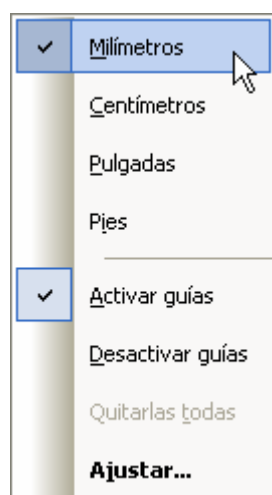 Milímetros
Centímetros
Pulgadas
Pies
Activar guías
Desactivar guías
Quitarlas todas
Ajustar...